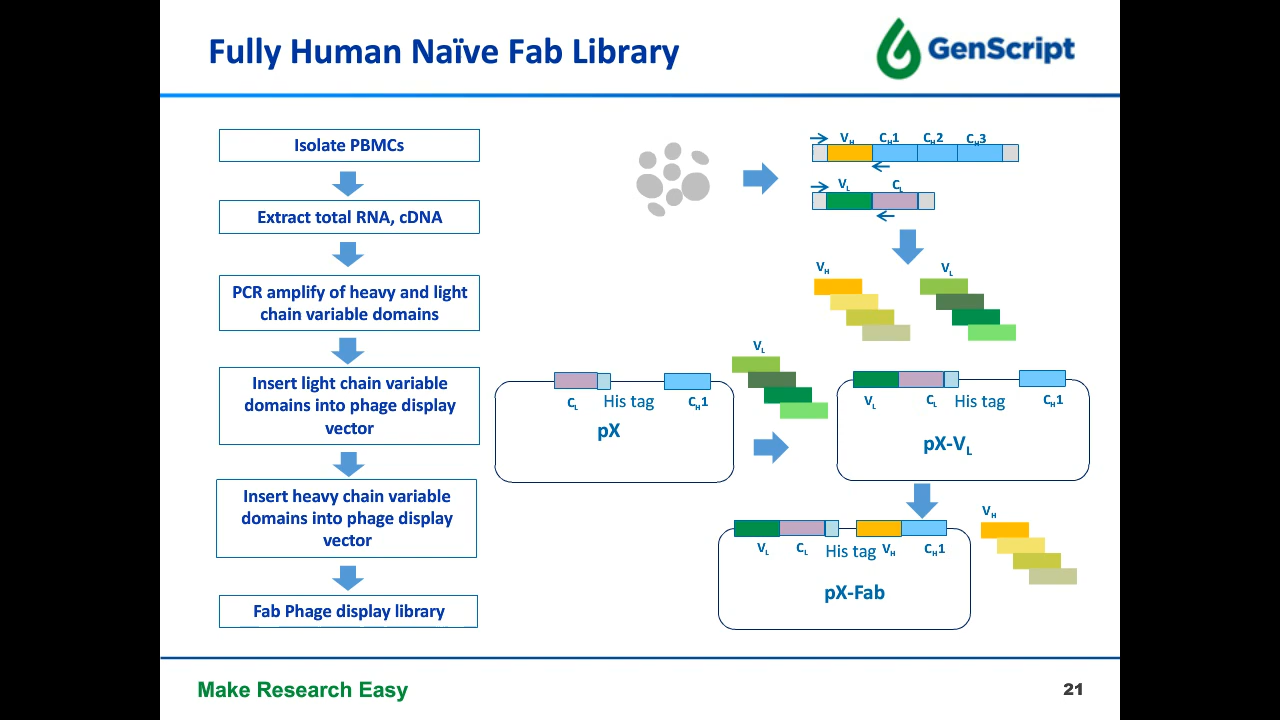 Fully Human Naïve Fab Library
GenScript
Isolate PBMCs
Extract total RNA, cDNA
PCR amplify of heavy and light
chain variable domains
Insert light chain variable
domains into phage display
vector
Insert heavy chain variable
domains into phage display
vector
Fab Phage display library
VH CH1 CH2 CH3
VL CL
VH VL
VL
CL His tag CH1
pX
VL CL His tag CH1
pX-VL
VH
VL CL His tag VH CH1
pX-Fab
Make Research Easy
21